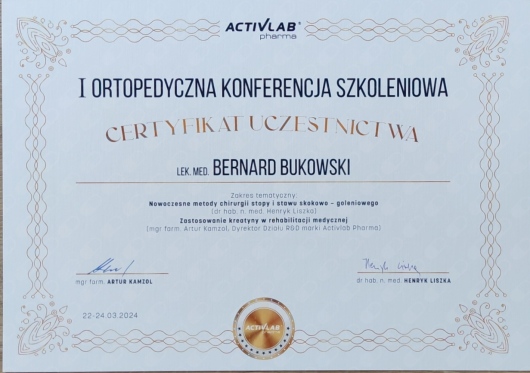 ACTIVLAB®
pharma
I ORTOPEDYCZNA KONFERENCJA SZKOLENIOWA
CERTYFIKAT UCZESTNICTWA
LEK. MED. BERNARD BUKOWSKI
Zakres tematyczny:
Nowoczesne metody chirurgii stopy i stawu skokowo - goleniowego
(dr hab. n. med. Henryk Liszka)
Zastosowanie kreatyny w rehabilitacji medycznej
(mgr farm. Artur Kamzol, Dyrektor Działu R&D marki Activlab Pharma)
Henryk Liszka
mgr farm. ARTUR KAMZOL
dr hab. n. med. HENRYK LISZKA
22-24.03.2024
ACTIVLAB